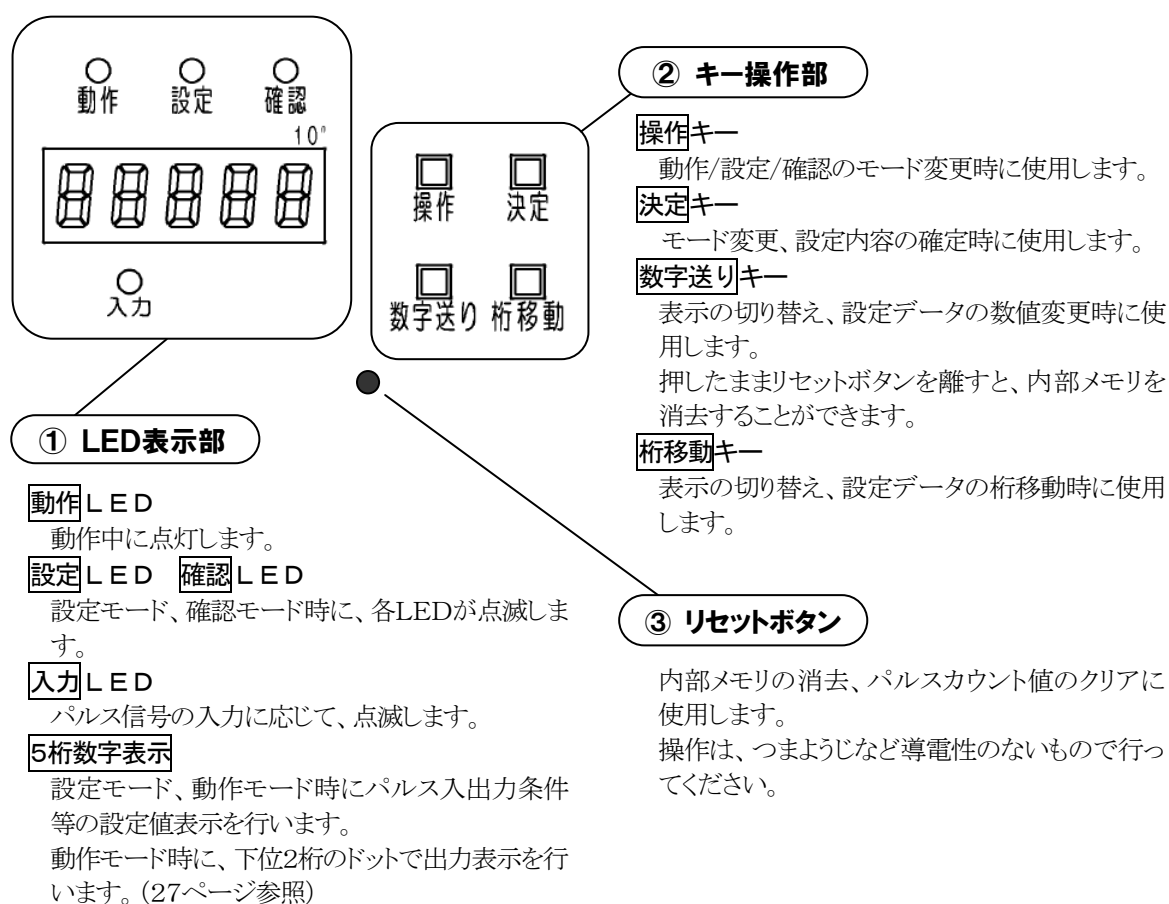 動作 設定 確認
10ⁿ
88888
入力
操作 決定
数字送り 桁移動
① LED表示部
動作LED
動作中に点灯します。
設定LED 確認LED
設定モード、確認モード時に、各LEDが点滅しま
す。
入力LED
パルス信号の入力に応じて、点滅します。
5桁数字表示
設定モード、動作モード時にパルス入出力条件
等の設定値表示を行います。
動作モード時に、下位2桁のドットで出力表示を行
います。(27ページ参照)
② キー操作部
操作キー
動作/設定/確認のモード変更時に使用します。
決定キー
モード変更、設定内容の確定時に使用します。
数字送りキー
表示の切り替え、設定データの数値変更時に使
用します。
押したままリセットボタンを離すと、内部メモリを
消去することができます。
桁移動キー
表示の切り替え、設定データの桁移動時に使用
します。
③ リセットボタン
内部メモリの消去、パルスカウント値のクリアに
使用します。
操作は、つまようじなど導電性のないもので行っ
てください。